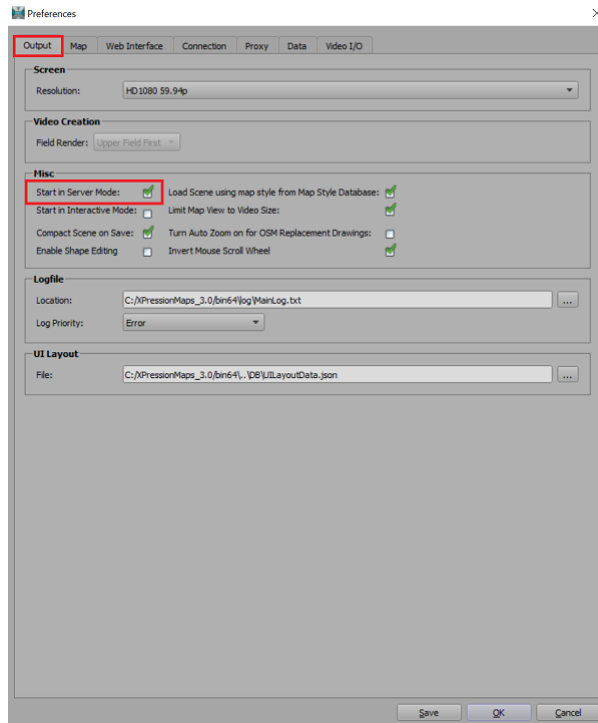 Preferences
Output Map Web Interface Connection Proxy Data Video I/O
Screen
Resolution: HD1080 59.94p
Video Creation
Field Render: Upper Field First
Misc
Start in Server Mode: Load Scene using map style from Map Style Database:
Start in Interactive Mode: Limit Map View to Video Size:
Compact Scene on Save: Turn Auto Zoom on for OSM Replacement Drawings:
Enable Shape Editing Invert Mouse Scroll Wheel
Logfile
Location: C:/XPressionMaps_3.0/bin64\log\MainLog.txt ...
Log Priority: Error
UI Layout
File: C:/XPressionMaps_3.0/bin64\..\DB\UILayoutData.json ...
Save OK Cancel